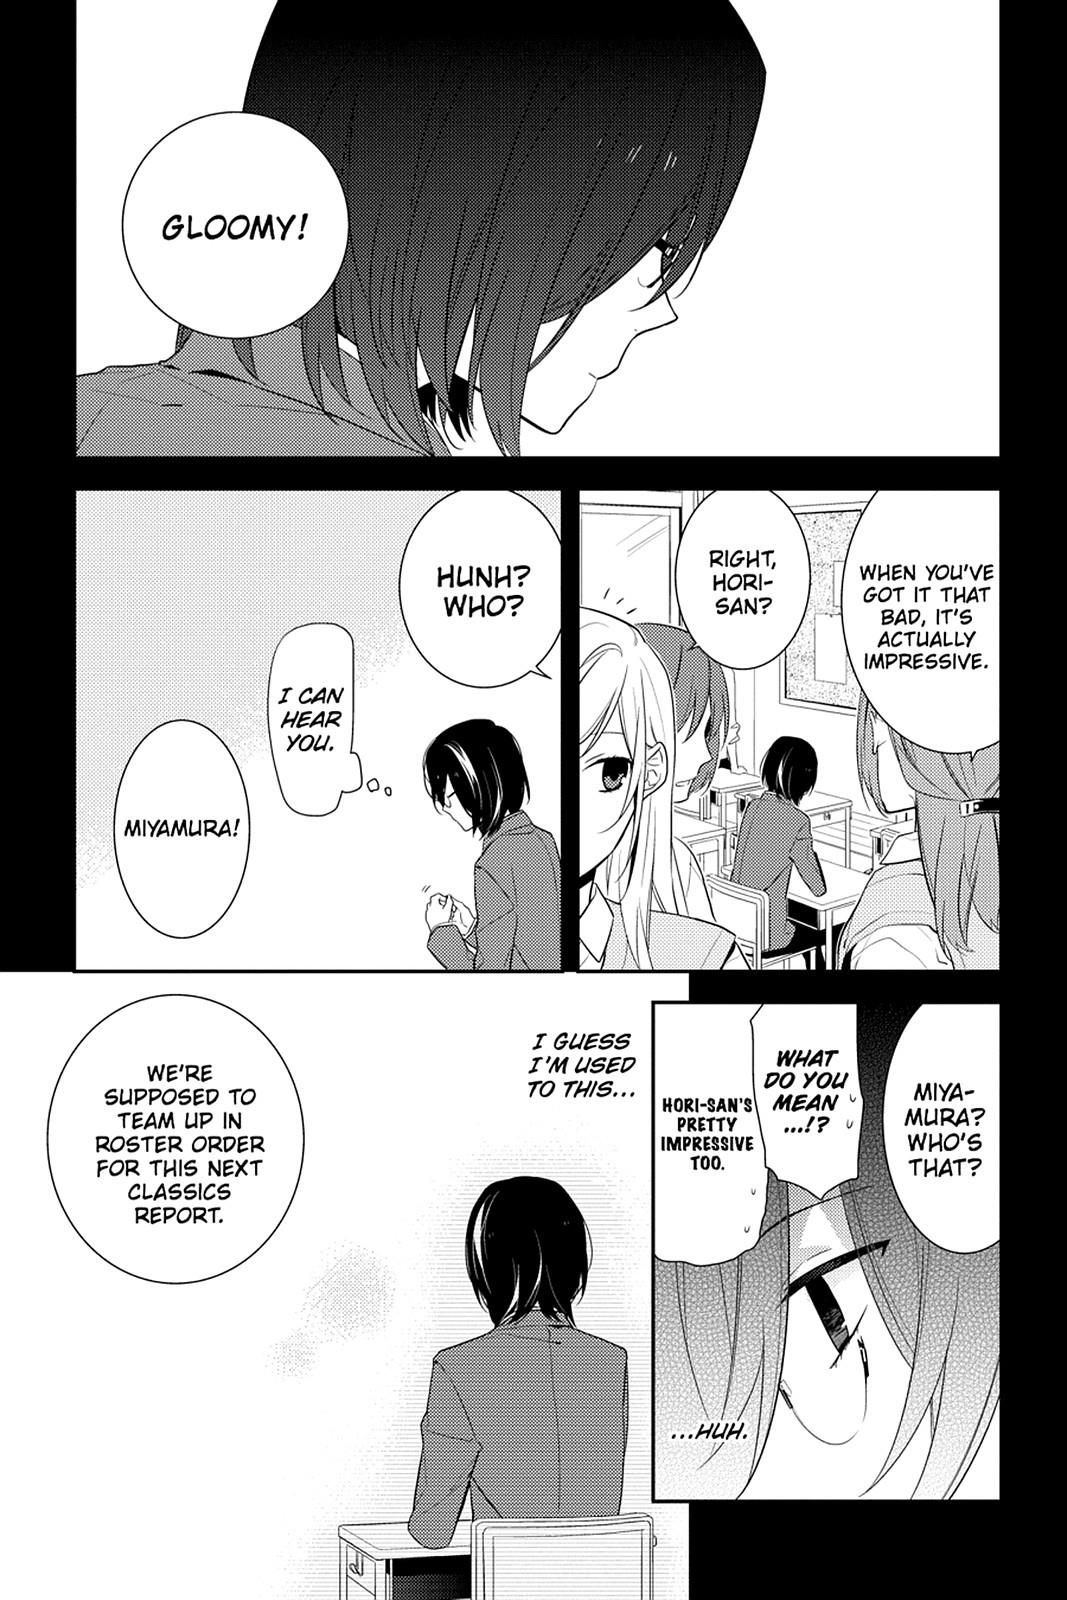 GLOOMY!
WHEN YOU'VE
GOT IT THAT
BAD, IT'S
ACTUALLY
IMPRESSIVE.
RIGHT,
HORI-
SAN?
HUNH?
WHO?
I CAN
HEAR
YOU.
MIYAMURA!
MIYA-
MURA?
WHO'S
THAT?
WHAT
DO YOU
MEAN
...!?
HORI-SAN'S
PRETTY
IMPRESSIVE
TOO.
...HUH.
I GUESS
I'M USED
TO THIS...
WE'RE
SUPPOSED TO
TEAM UP IN
ROSTER ORDER
FOR THIS NEXT
CLASSICS
REPORT.